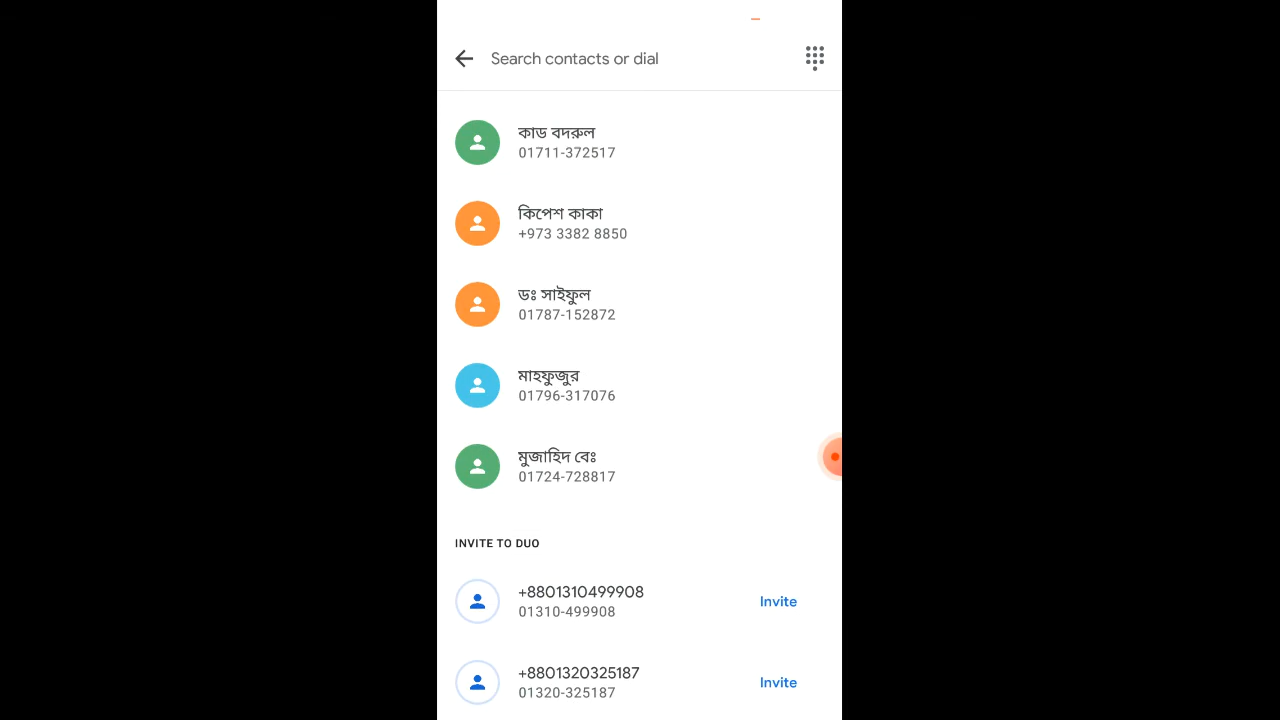 Search contacts or dial
কাড বদরুল
01711-372517
কিপেশ কাকা
+973 3382 8850
ডঃ সাইফুল
01787-152872
মাহফুজুর
01796-317076
মুজাহিদ বেঃ
01724-728817
INVITE TO DUO
+8801310499908
01310-499908
Invite
+8801320325187
01320-325187
Invite